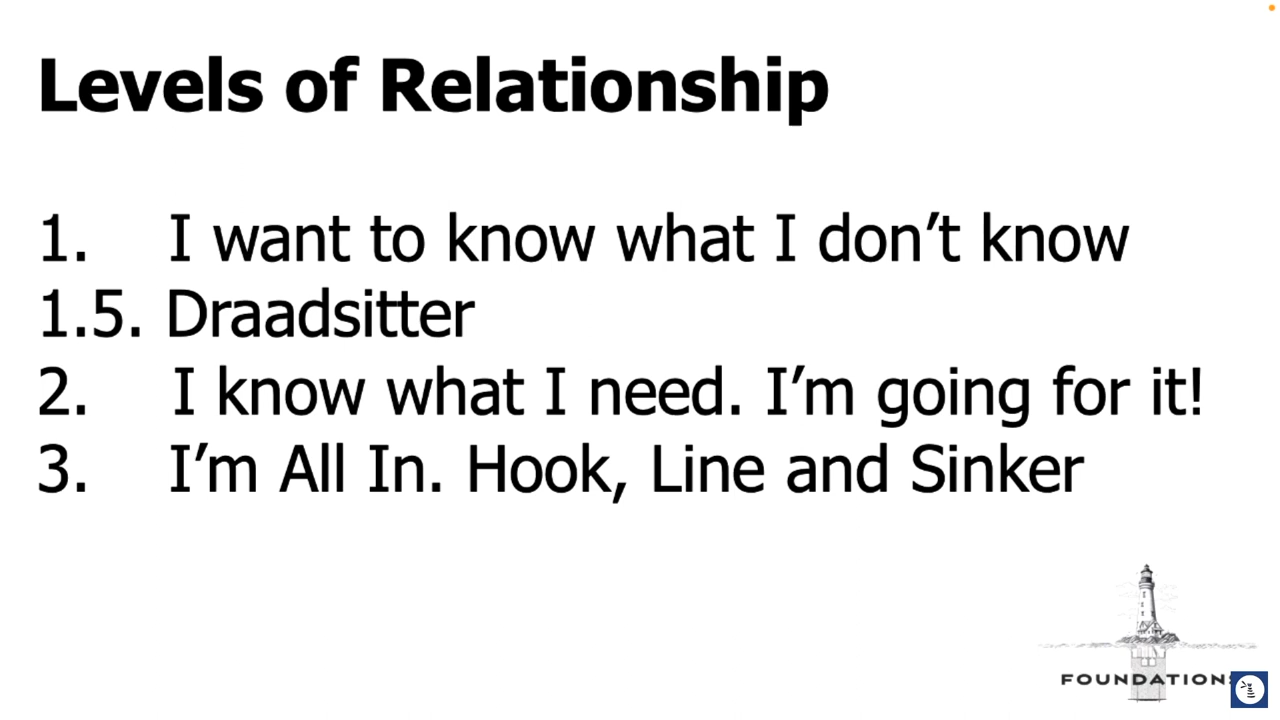 Levels of Relationship
1. I want to know what I don’t know
1.5. Draadsitter
2. I know what I need. I’m going for it!
3. I’m All In. Hook, Line and Sinker
FOUNDATIONS